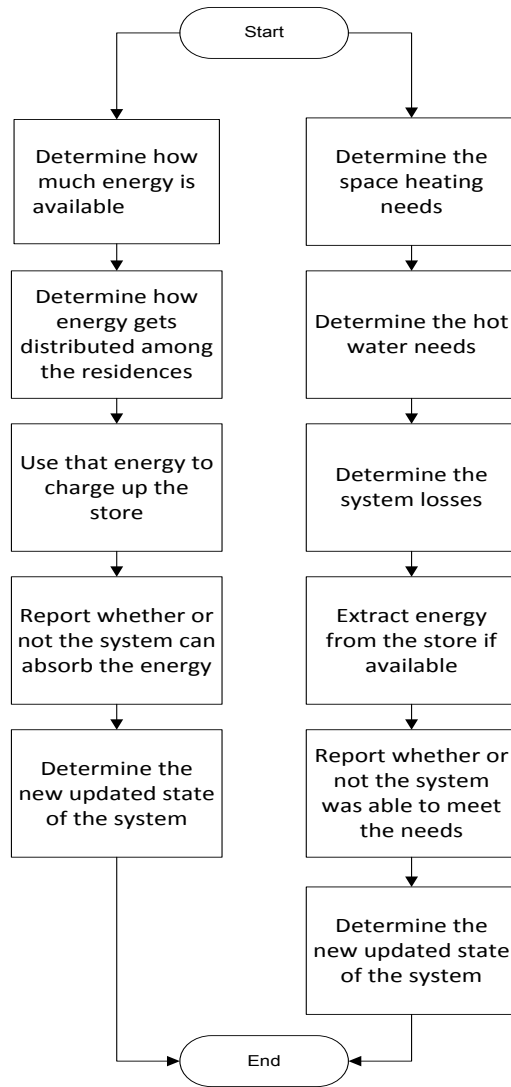 Start
Determine how
much energy is
available
Determine how
energy gets
distributed among
the residences
Use that energy to
charge up the
store
Report whether or
not the system can
absorb the energy
Determine the
new updated state
of the system
Determine the
space heating
needs
Determine the hot
water needs
Determine the
system losses
Extract energy
from the store if
available
Report whether or
not the system
was able to meet
the needs
Determine the
new updated state
of the system
End